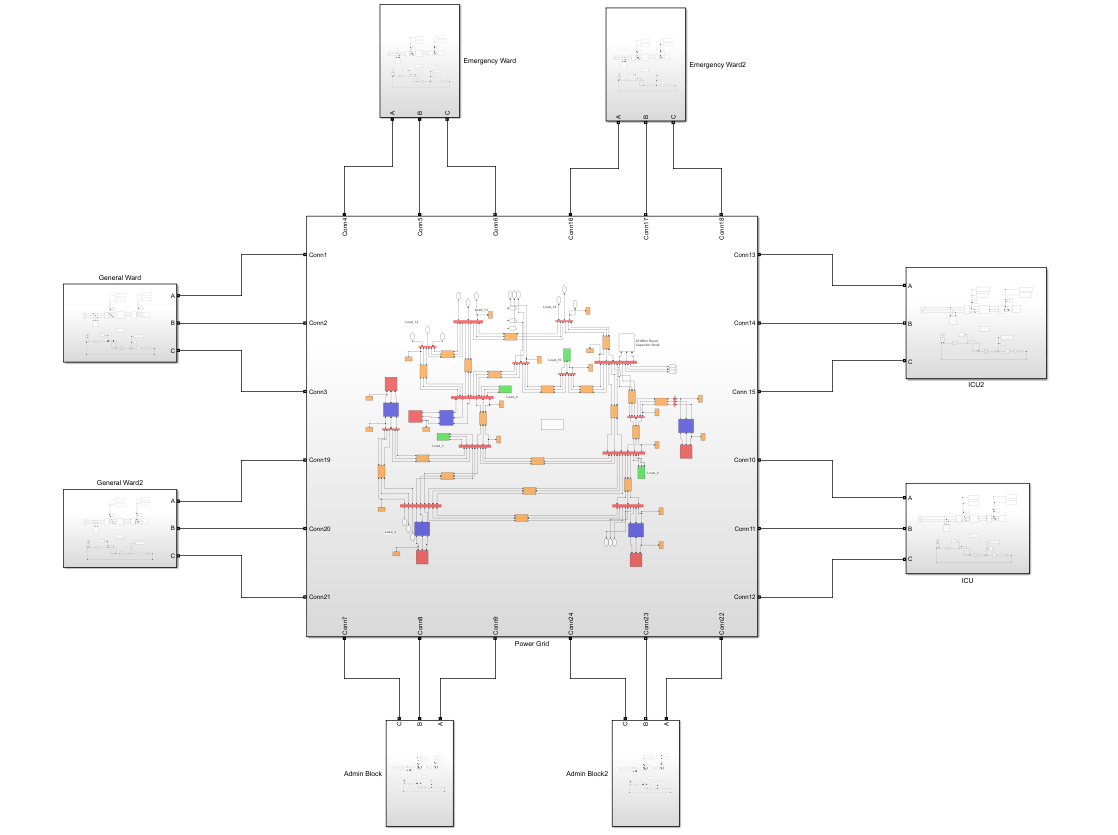 A
B
C
Emergency Ward
A
B
C
Emergency Ward2
Conn4
Conn5
Conn6
Conn16
Conn17
Conn18
Conn1
Conn13
General Ward
A
B
C
Conn2
Conn3
A
B
C
ICU2
Conn14
Conn 15
General Ward2
A
B
C
Conn19
Conn20
Conn21
A
B
C
ICU
Conn10
Conn11
Conn12
Conn7
Conn8
Conn9
Conn24
Conn23
Conn22
Power Grid
C
B
A
Admin Block
C
B
A
Admin Block2